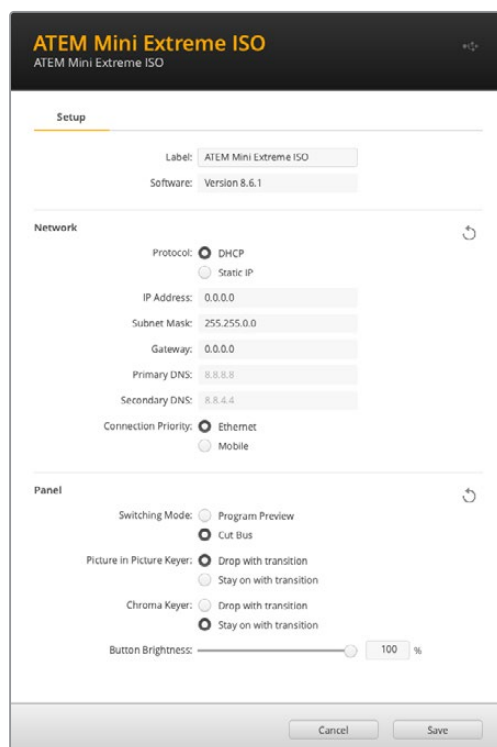 ATEM Mini Extreme ISO
ATEM Mini Extreme ISO
Setup
Label: ATEM Mini Extreme ISO
Software: Version 8.6.1
Network
Protocol: DHCP
Static IP
IP Address: 0.0.0.0
Subnet Mask: 255.255.0.0
Gateway: 0.0.0.0
Primary DNS: 8.8.8.8
Secondary DNS: 8.8.4.4
Connection Priority: Ethernet
Mobile
Panel
Switching Mode: Program Preview
Cut Bus
Picture in Picture Keyer: Drop with transition
Stay on with transition
Chroma Keyer: Drop with transition
Stay on with transition
Button Brightness: 100 %
Cancel Save